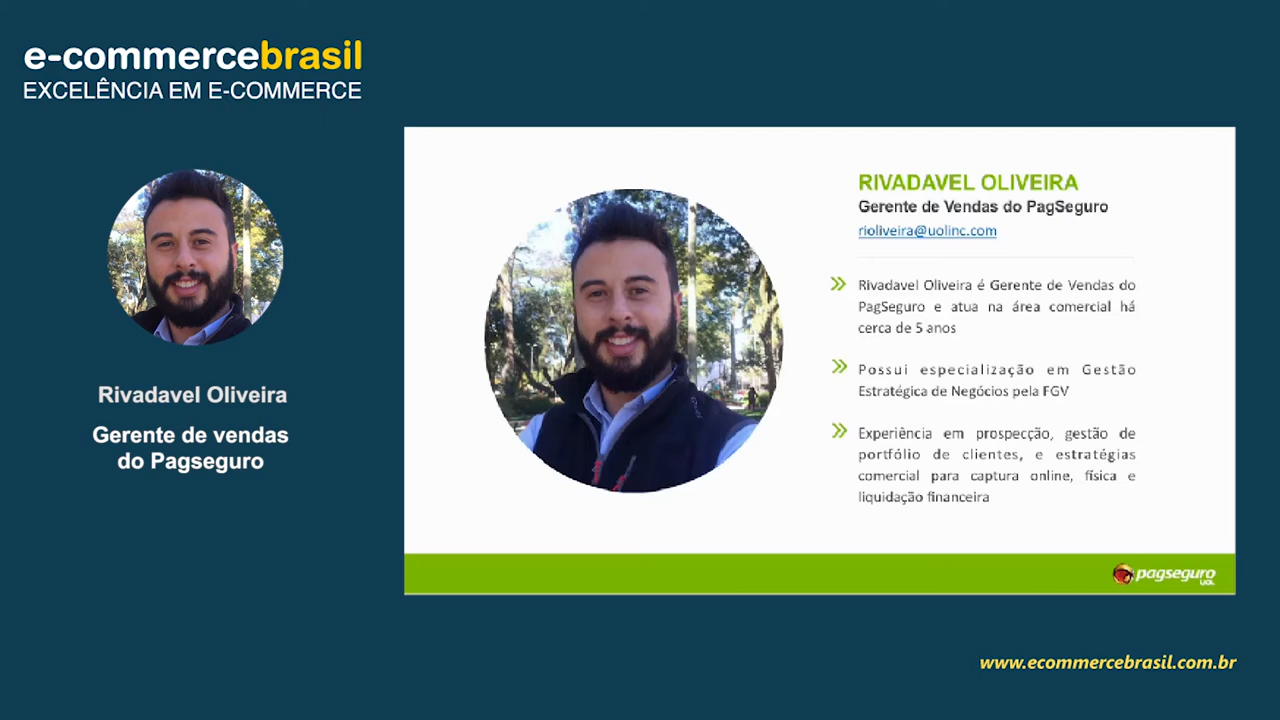 e-commercebrasil
EXCELÊNCIA EM E-COMMERCE
Rivadavel Oliveira
Gerente de vendas
do Pagseguro
RIVADAVEL OLIVEIRA
Gerente de Vendas do PagSeguro
rioliveira@uolinc.com
Rivadavel Oliveira é Gerente de Vendas do
PagSeguro e atua na área comercial há
cerca de 5 anos
Possui especialização em Gestão
Estratégica de Negócios pela FGV
Experiência em prospecção, gestão de
portfólio de clientes, e estratégias
comercial para captura online, física e
liquidação financeira
pagseguro
UOL
www.ecommercebrasil.com.br